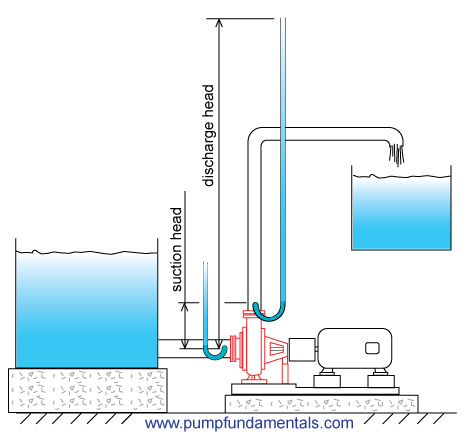 discharge head
suction head
www.pumpfundamentals.com